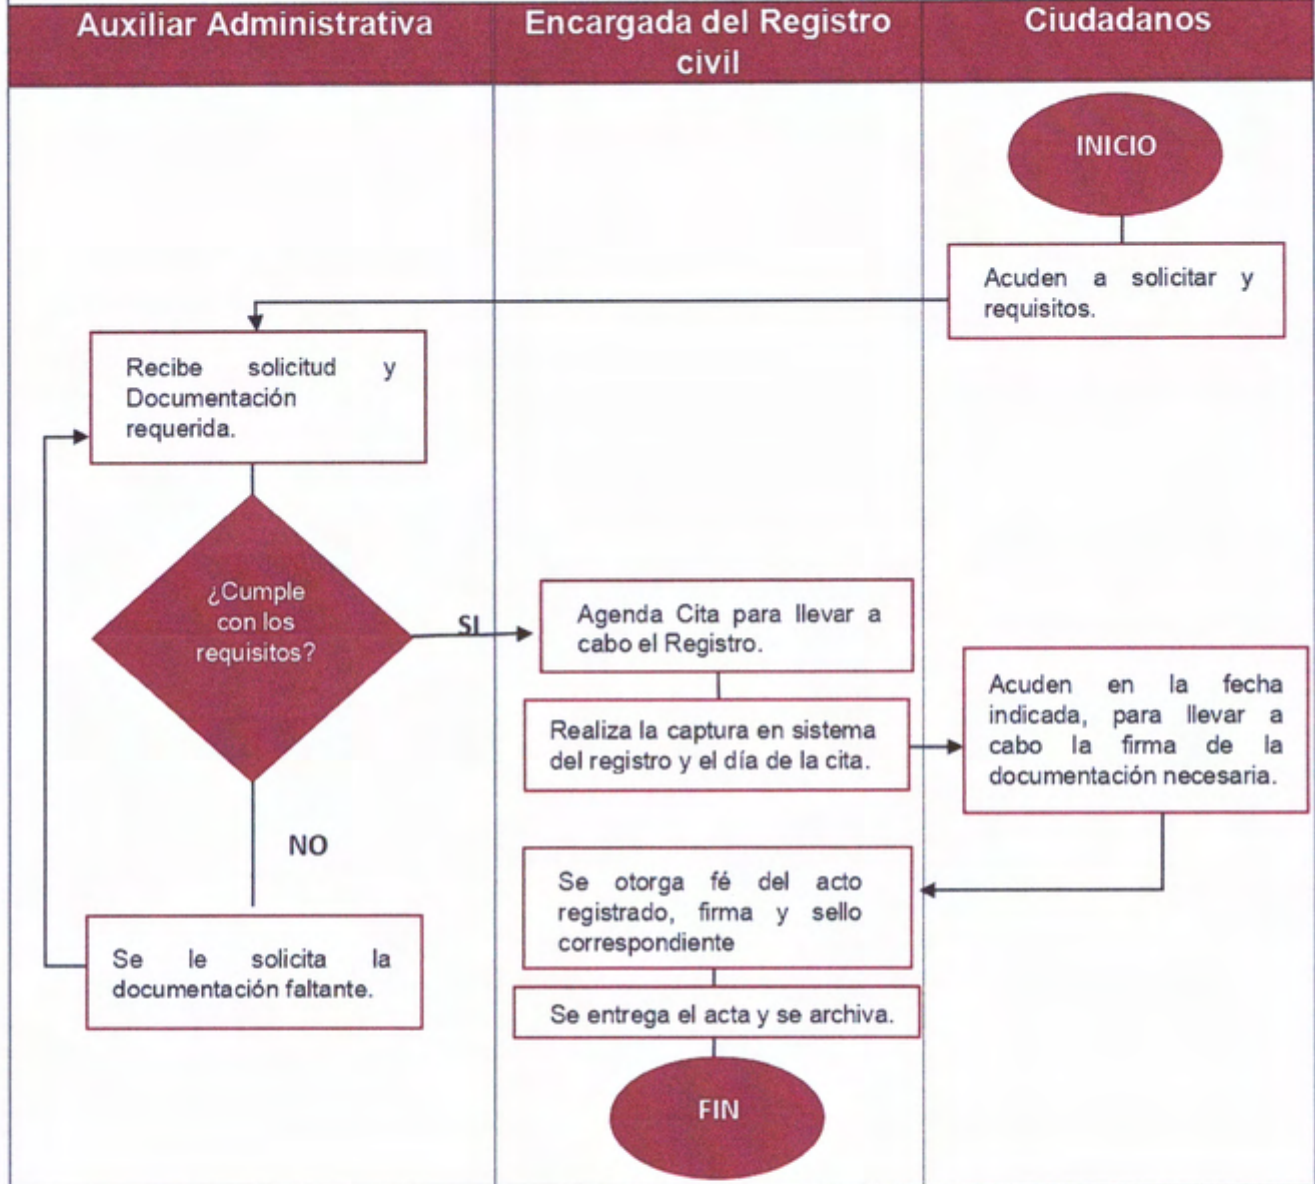 Auxiliar Administrativa
Encargada del Registro
civil
Ciudadanos
INICIO
Acuden a solicitar y
requisitos.
Recibe solicitud y
Documentación
requerida.
¿Cumple
con los
requisitos?
SI
Agenda Cita para llevar a
cabo el Registro.
Realiza la captura en sistema
del registro y el día de la cita.
Acuden en la fecha
indicada, para llevar a
cabo la firma de la
documentación necesaria.
NO
Se le solicita la
documentación faltante.
Se otorga fé del acto
registrado, firma y sello
correspondiente
Se entrega el acta y se archiva.
FIN